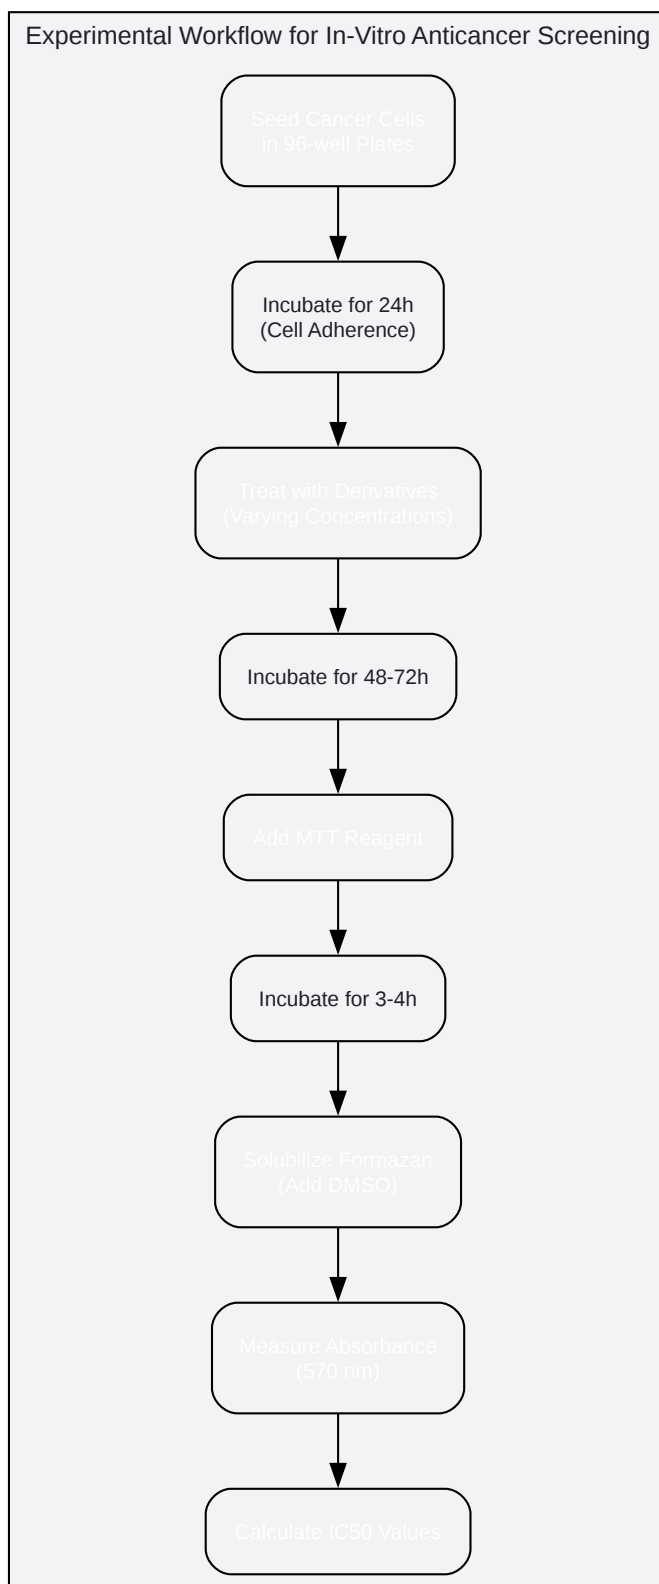 Experimental Workflow for In-Vitro Anticancer Screening
Seed Cancer Cells
in 96-well Plates
Incubate for 24h
(Cell Adherence)
Treat with Derivatives
(Varying Concentrations)
Incubate for 48-72h
Add MTT Reagent
Incubate for 3-4h
Solubilize Formazan
(Add DMSO)
Measure Absorbance
(570 nm)
Calculate IC50 Values